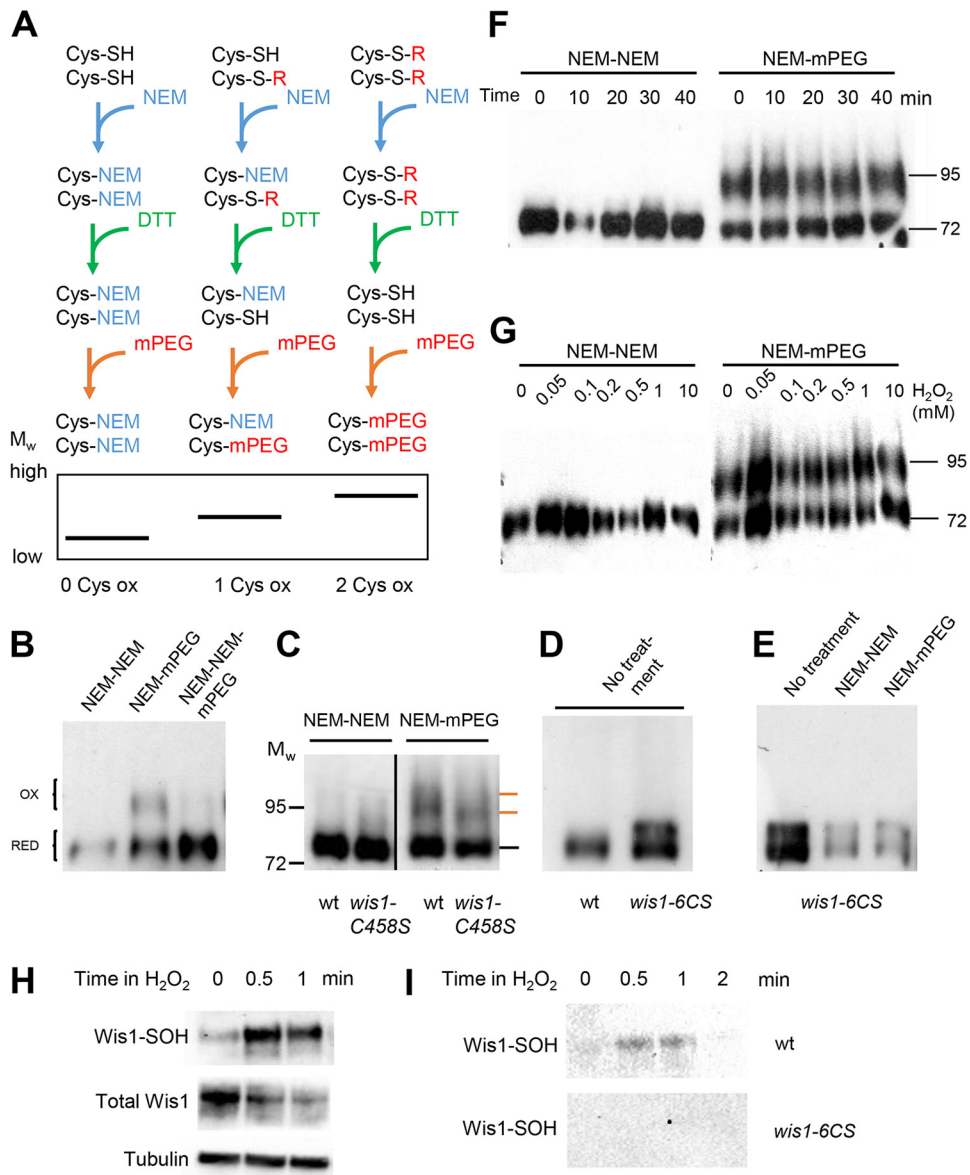 A
Cys-SH Cys-SH Cys-S-R
Cys-SH Cys-S-R Cys-S-R
NEM NEM NEM
Cys-NEM Cys-NEM Cys-S-R
Cys-NEM Cys-S-R Cys-S-R
DTT DTT DTT
Cys-NEM Cys-NEM Cys-SH
Cys-NEM Cys-SH Cys-SH
mPEG mPEG mPEG
Cys-NEM Cys-NEM Cys-mPEG
Cys-NEM Cys-mPEG Cys-mPEG
Mw
high
low
0 Cys ox 1 Cys ox 2 Cys ox
F
NEM-NEM NEM-mPEG
Time 0 10 20 30 40 0 10 20 30 40 min
95
72
G
NEM-NEM NEM-mPEG
0 0.05 0.1 0.2 0.5 1 10 0 0.05 0.1 0.2 0.5 1 10 H2O2
(mM)
95
72
B
NEM-NEM
NEM-mPEG
NEM-NEM-
mPEG
OX
RED
C
NEM-NEM NEM-mPEG
Mw
95
72
wt wis1- wt wis1-
C458S C458S
D
No treat-
ment
wt wis1-6CS
E
No treatment
NEM-NEM
NEM-mPEG
wis1-6CS
H
Time in H2O2 0 0.5 1 min
Wis1-SOH
Total Wis1
Tubulin
I
Time in H2O2 0 0.5 1 2 min
Wis1-SOH wt
Wis1-SOH wis1-6CS